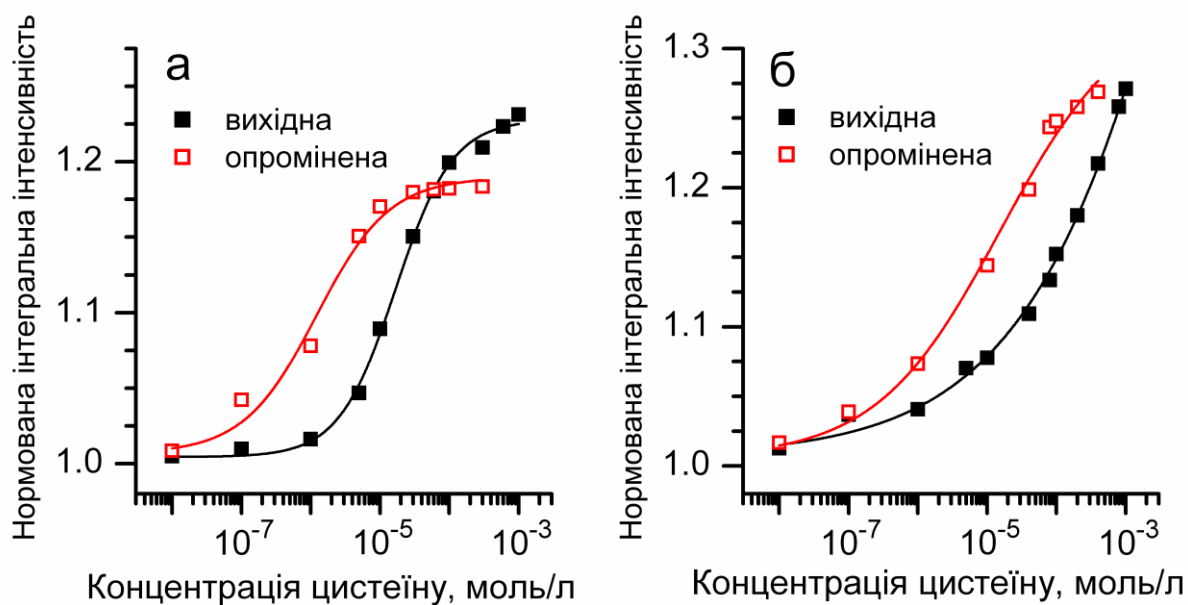 Нормована інтегральна інтенсивність
а
вихідна
опромінена
1.2
1.1
1.0
10⁻⁷
10⁻⁵
10⁻³
Концентрація цистеїну, моль/л
Нормована інтегральна інтенсивність
б
вихідна
опромінена
1.3
1.2
1.1
1.0
10⁻⁷
10⁻⁵
10⁻³
Концентрація цистеїну, моль/л